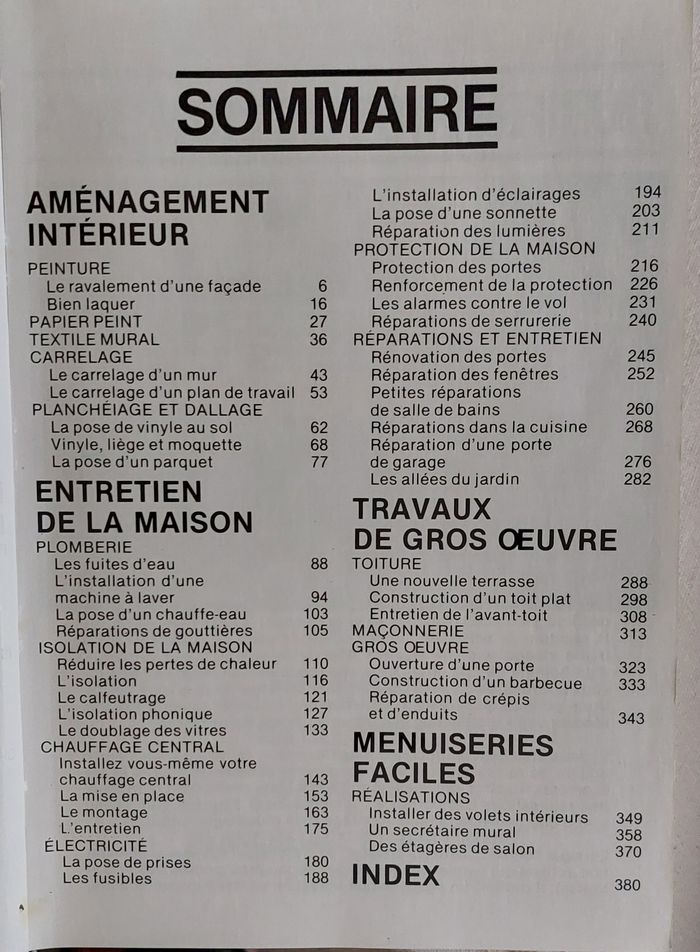 SOMMAIRE
AMÉNAGEMENT
INTÉRIEUR
PEINTURE
Le ravalement d'une façade 6
Bien laquer 16
PAPIER PEINT 27
TEXTILE MURAL 36
CARRELAGE
Le carrelage d'un mur 43
Le carrelage d'un plan de travail 53
PLANCHÉIAGE ET DALLAGE
La pose de vinyle au sol 62
Vinyle, liège et moquette 68
La pose d'un parquet 77
ENTRETIEN
DE LA MAISON
PLOMBERIE
Les fuites d'eau 88
L'installation d'une
machine à laver 94
La pose d'un chauffe-eau 103
Réparations de gouttières 105
ISOLATION DE LA MAISON
Réduire les pertes de chaleur 110
L'isolation 116
Le calfeutrage 121
L'isolation phonique 127
Le doublage des vitres 133
CHAUFFAGE CENTRAL
Installez vous-même votre
chauffage central 143
La mise en place 153
Le montage 163
L'entretien 175
ÉLECTRICITÉ
La pose de prises 180
Les fusibles 188
L'installation d'éclairages 194
La pose d'une sonnette 203
Réparation des lumières 211
PROTECTION DE LA MAISON
Protection des portes 216
Renforcement de la protection 226
Les alarmes contre le vol 231
Réparations de serrurerie 240
RÉPARATIONS ET ENTRETIEN
Rénovation des portes 245
Réparation des fenêtres 252
Petites réparations
de salle de bains 260
Réparations dans la cuisine 268
Réparation d'une porte
de garage 276
Les allées du jardin 282
TRAVAUX
DE GROS ŒUVRE
TOITURE
Une nouvelle terrasse 288
Construction d'un toit plat 298
Entretien de l'avant-toit 308
MAÇONNERIE 313
GROS ŒUVRE
Ouverture d'une porte 323
Construction d'un barbecue 333
Réparation de crépis
et d'enduits 343
MENUISERIES
FACILES
RÉALISATIONS
Installer des volets intérieurs 349
Un secrétaire mural 358
Des étagères de salon 370
INDEX 380